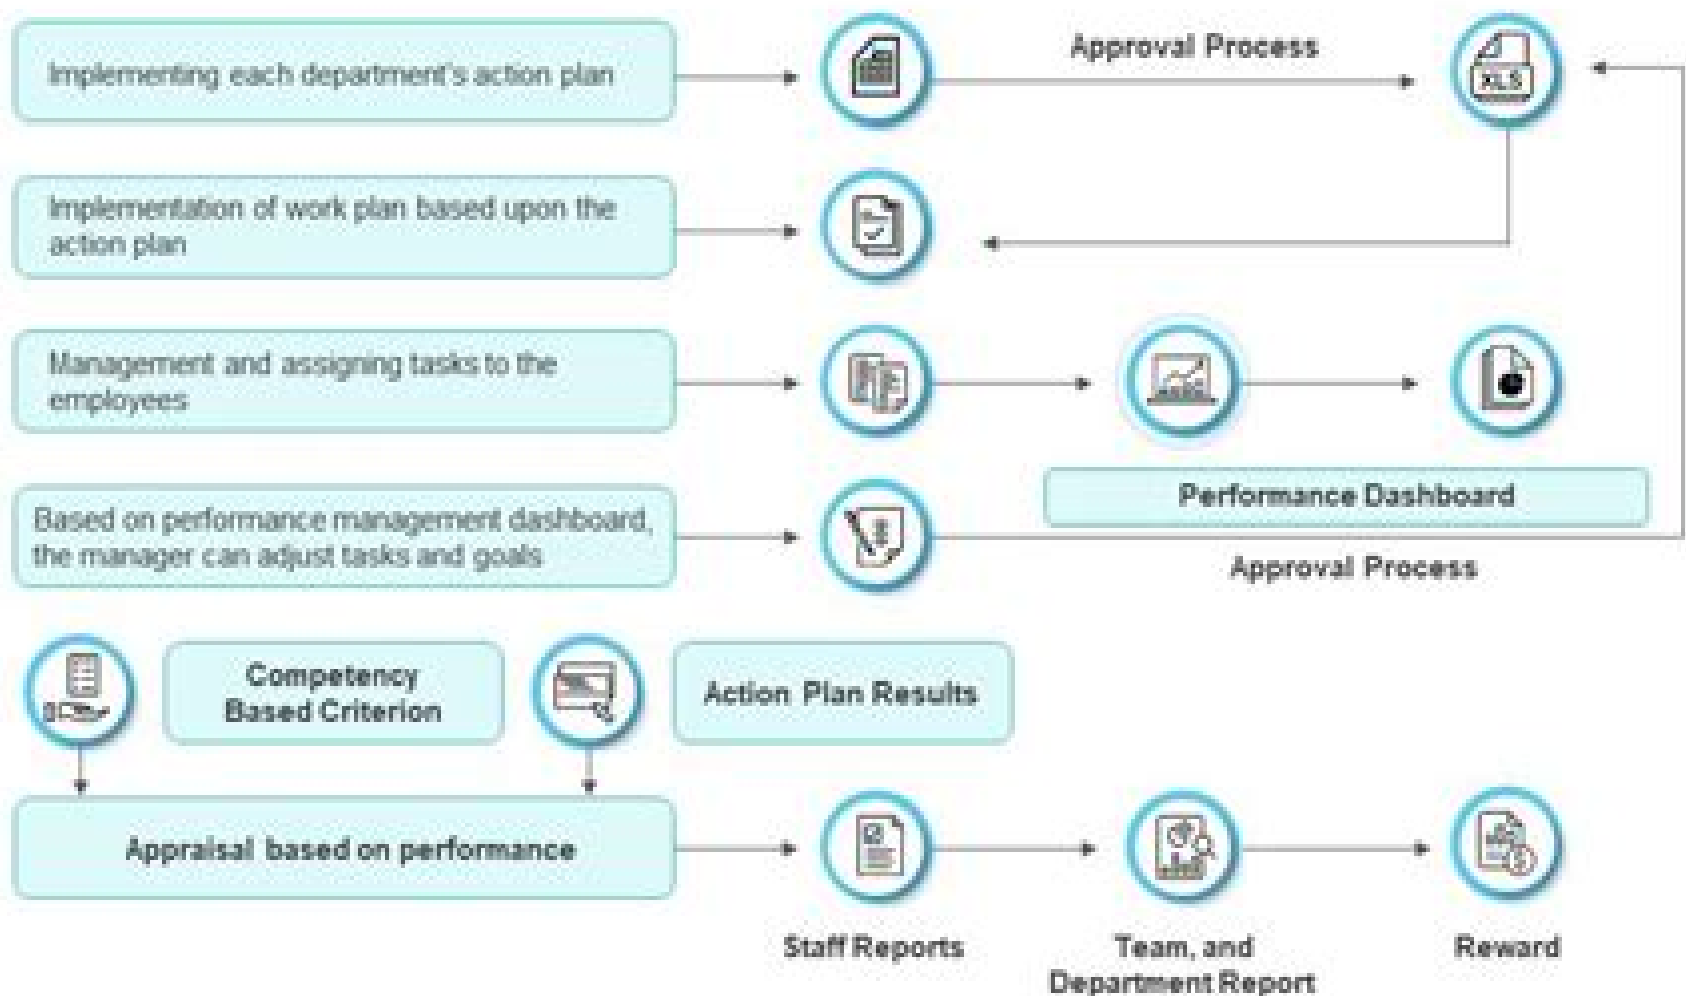 Implementing each department's action plan
Approval Process
XLS
Implementation of work plan based upon the
action plan
Management and assigning tasks to the
employees
Performance Dashboard
Based on performance management dashboard,
the manager can adjust tasks and goals
Approval Process
Competency
Based Criterion
Action Plan Results
Appraisal based on performance
Staff Reports
Team, and
Department Report
Reward